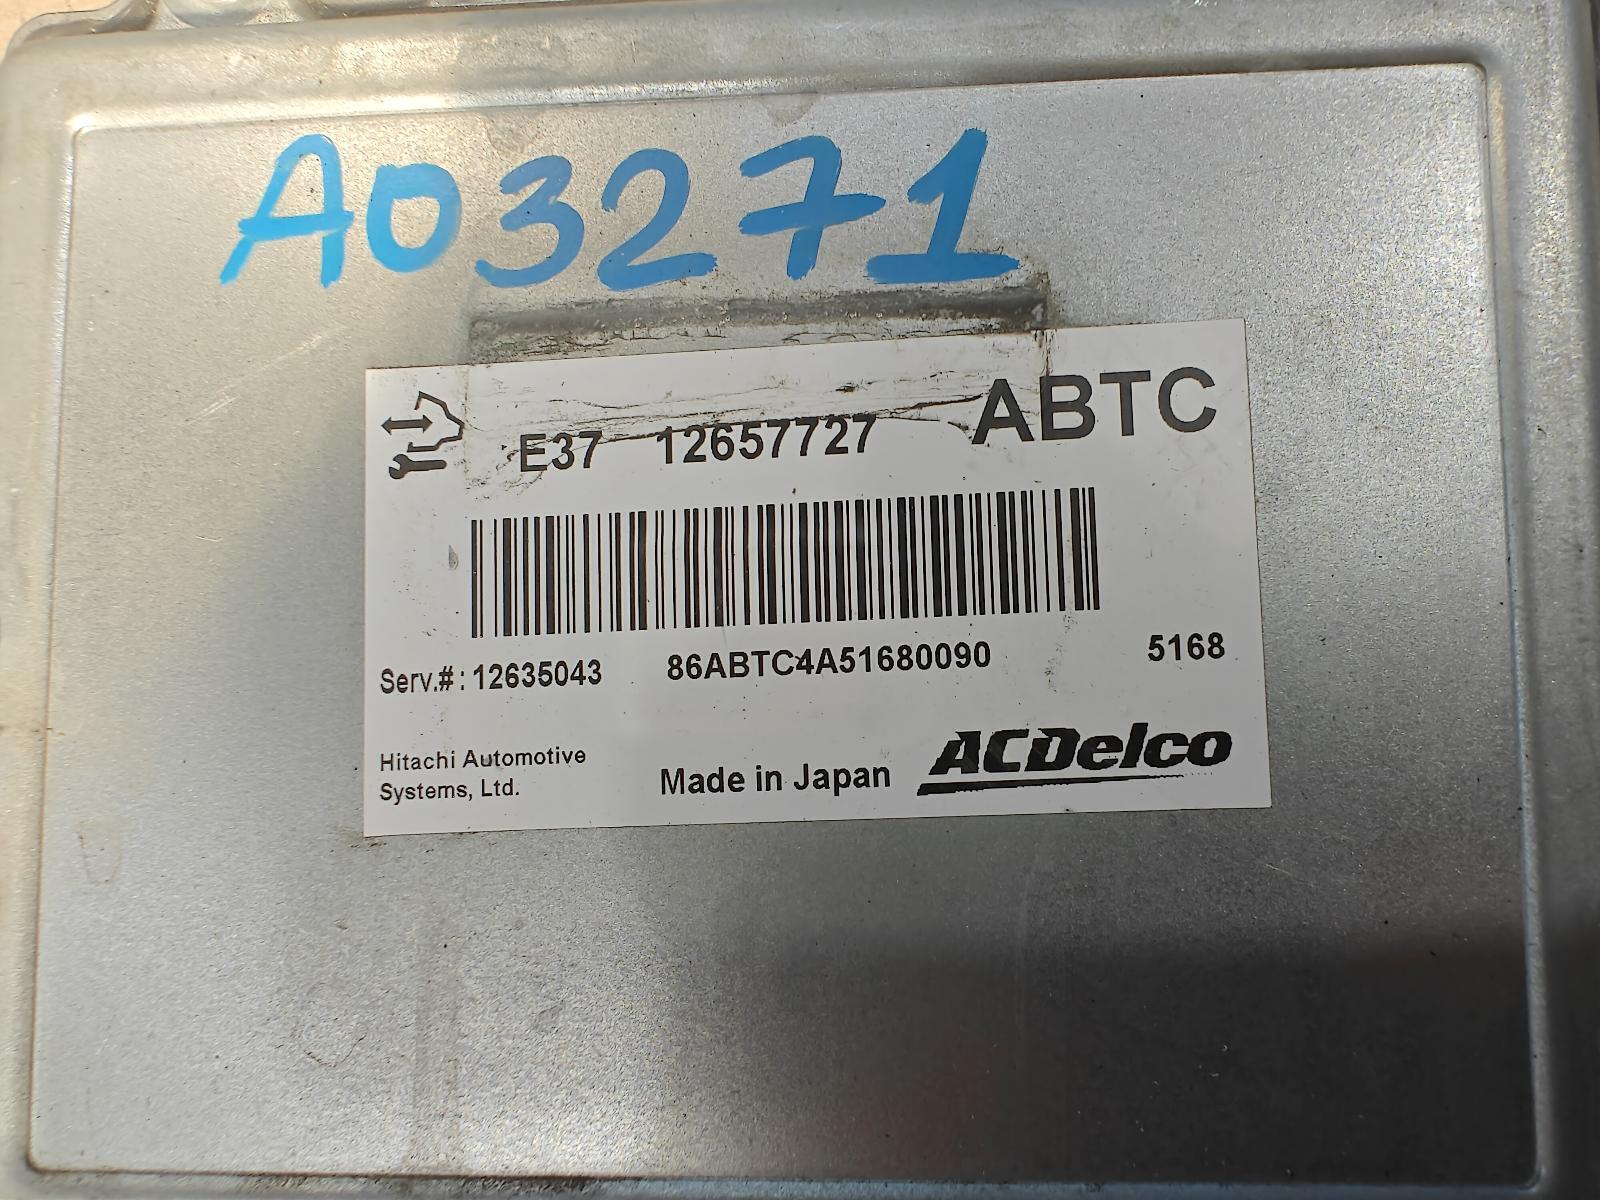 A03271
E37 12657727 ABTC
Serv.#: 12635043 86ABTC4A51680090 5168
Hitachi Automotive
Systems, Ltd.
Made in Japan ACDelco